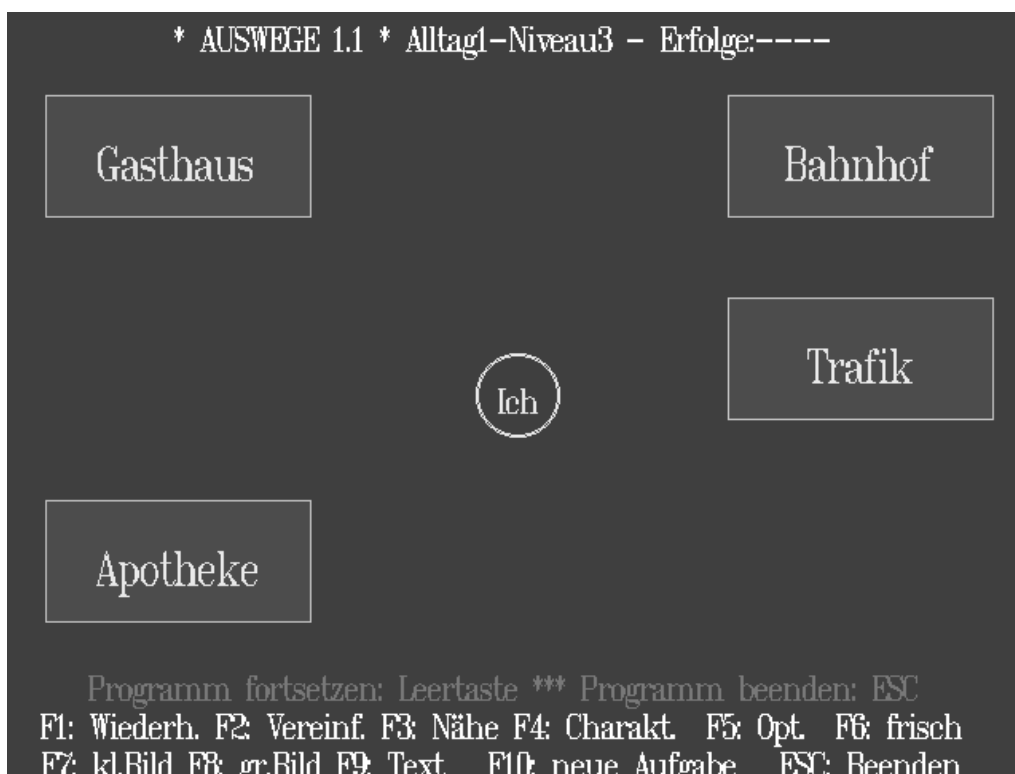 * AUSWEGE 1.1 * Alltag1-Niveau3 - Erfolge:----
Gasthaus
Bahnhof
Trafik
Ich
Apotheke
Programm fortsetzen: Leertaste *** Programm beenden: ESC
F1: Wiederh. F2: Vereinf. F3: Nähe F4: Charakt. F5: Opt. F6: frisch
F7: kl.Bild F8: gr.Bild F9: Text F10: neue Aufgabe ESC: Beenden